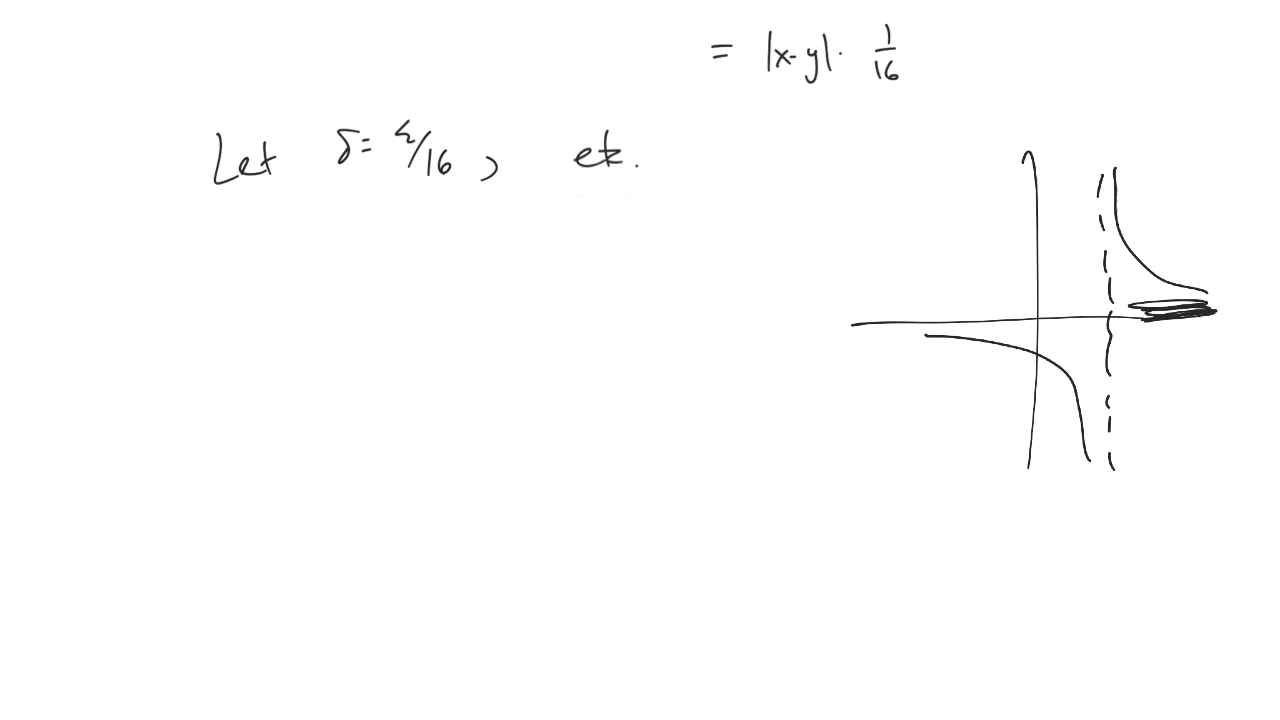 = |x-y| · 1/16
Let δ = ε/16, etc.